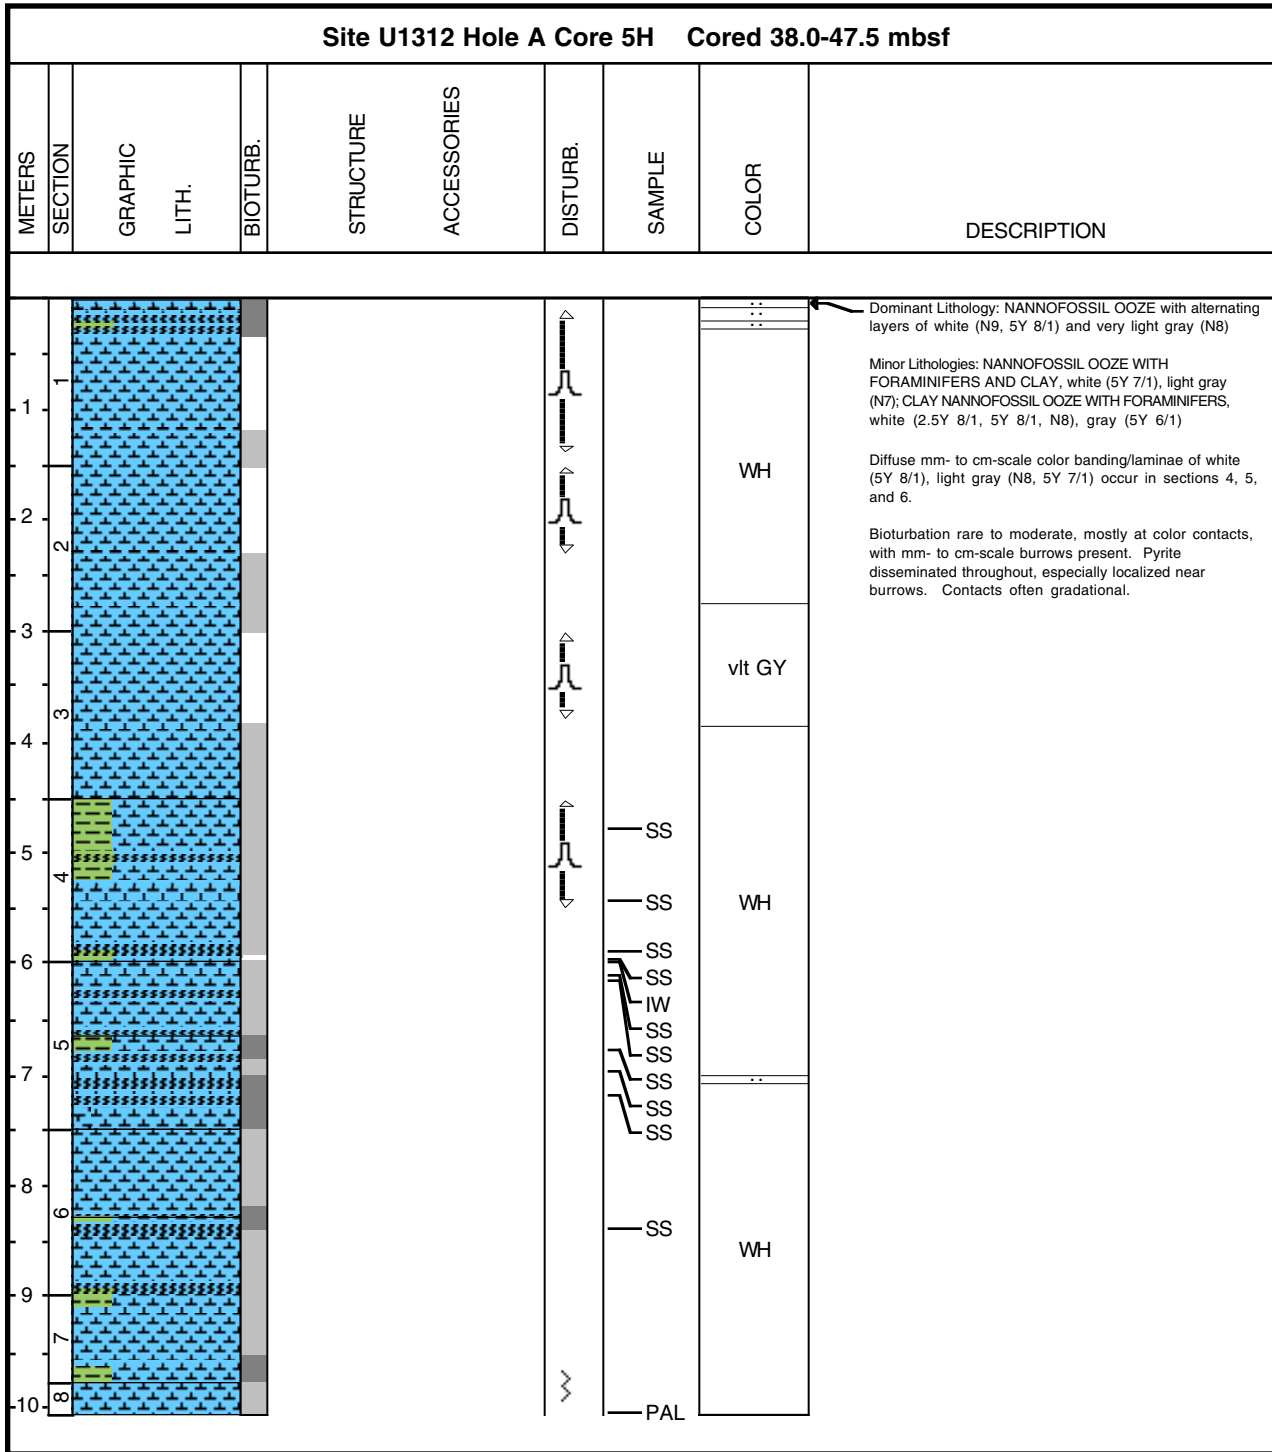 Site U1312 Hole A Core 5H Cored 38.0-47.5 mbsf
METERS
SECTION
GRAPHIC
LITH.
BIOTURB.
STRUCTURE
ACCESSORIES
DISTURB.
SAMPLE
COLOR
DESCRIPTION
Dominant Lithology: NANNOFOSSIL OOZE with alternating
layers of white (N9, 5Y 8/1) and very light gray (N8)
Minor Lithologies: NANNOFOSSIL OOZE WITH
FORAMINIFERS AND CLAY, white (5Y 7/1), light gray
(N7); CLAY NANNOFOSSIL OOZE WITH FORAMINIFERS,
white (2.5Y 8/1, 5Y 8/1, N8), gray (5Y 6/1)
Diffuse mm- to cm-scale color banding/laminae of white
(5Y 8/1), light gray (N8, 5Y 7/1) occur in sections 4, 5,
and 6.
Bioturbation rare to moderate, mostly at color contacts,
with mm- to cm-scale burrows present. Pyrite
disseminated throughout, especially localized near
burrows. Contacts often gradational.
1
2
3
4
5
6
7
8
9
10
1
2
3
4
5
6
7
8
SS
SS
SS
SS
IW
SS
SS
SS
SS
SS
SS
PAL
WH
vlt GY
WH
WH